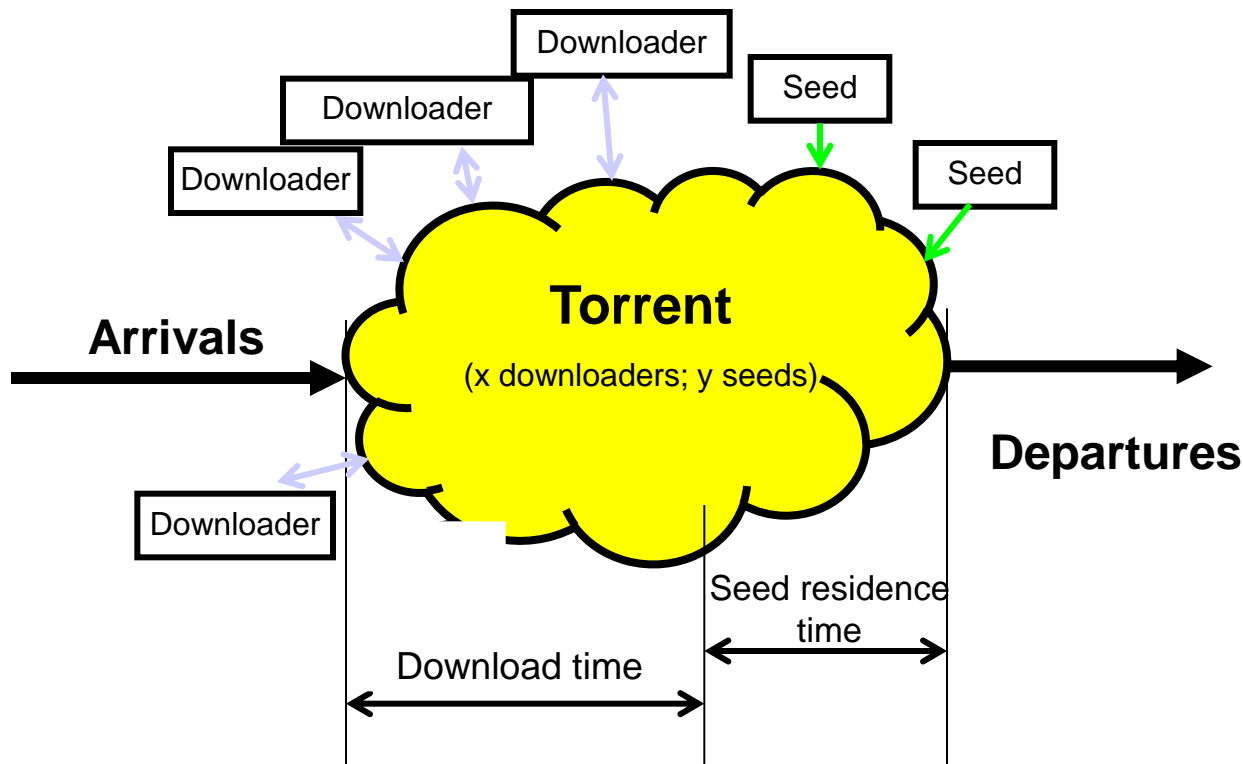 Downloader
Seed
Downloader
Downloader
Seed
Torrent
Arrivals
(x downloaders; y seeds)
Departures
Downloader
Seed residence
time
Download time